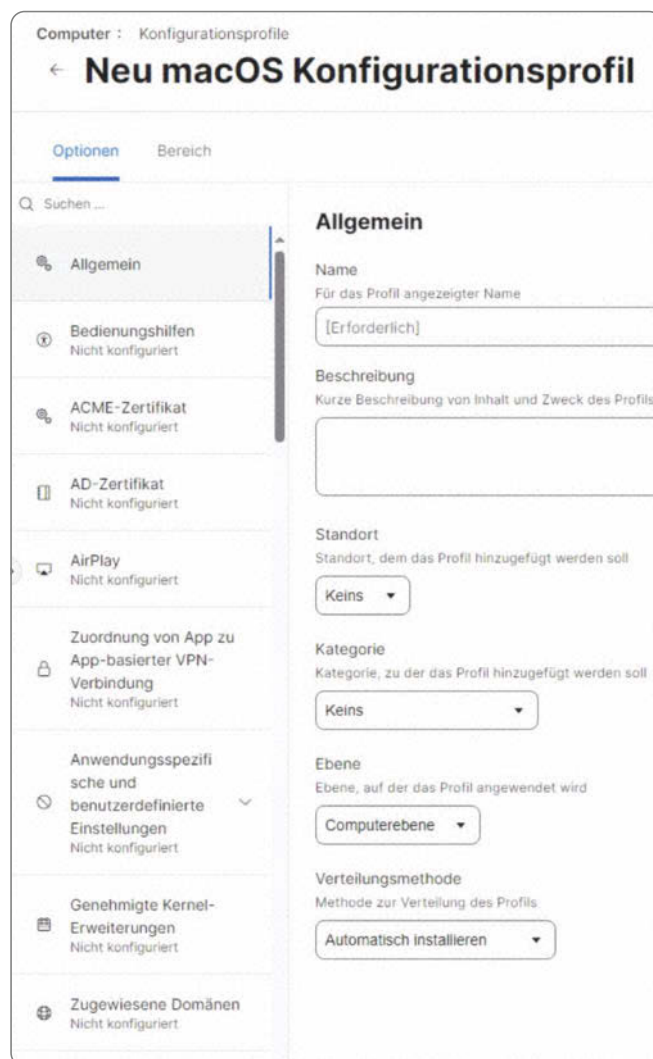 Computer : Konfigurationsprofile
← Neu macOS Konfigurationsprofil
Optionen Bereich
Suchen ...
Allgemein
Bedienungshilfen
Nicht konfiguriert
ACME-Zertifikat
Nicht konfiguriert
AD-Zertifikat
Nicht konfiguriert
AirPlay
Nicht konfiguriert
Zuordnung von App zu
App-basierter VPN-
Verbindung
Nicht konfiguriert
Anwendungsspezifi
sche und
benutzerdefinierte
Einstellungen
Nicht konfiguriert
Genehmigte Kernel-
Erweiterungen
Nicht konfiguriert
Zugewiesene Domänen
Nicht konfiguriert
Allgemein
Name
Für das Profil angezeigter Name
[Erforderlich]
Beschreibung
Kurze Beschreibung von Inhalt und Zweck des Profils
Standort
Standort, dem das Profil hinzugefügt werden soll
Keins
Kategorie
Kategorie, zu der das Profil hinzugefügt werden soll
Keins
Ebene
Ebene, auf der das Profil angewendet wird
Computerebene
Verteilungsmethode
Methode zur Verteilung des Profils
Automatisch installieren